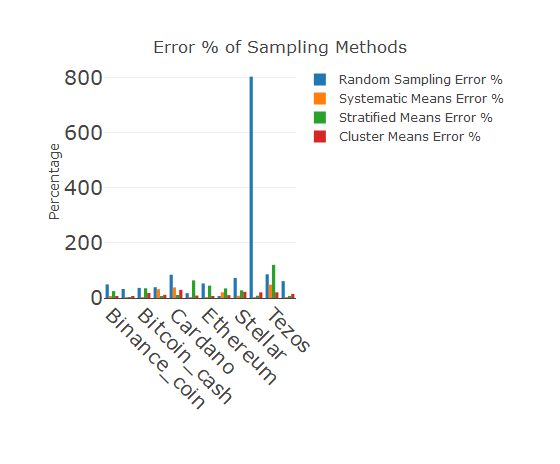 Error % of Sampling Methods
800
600
400
200
0
Percentage
Random Sampling Error %
Systematic Means Error %
Stratified Means Error %
Cluster Means Error %
Binance_coin
Bitcoin_cash
Cardano
Ethereum
Stellar
Tezos